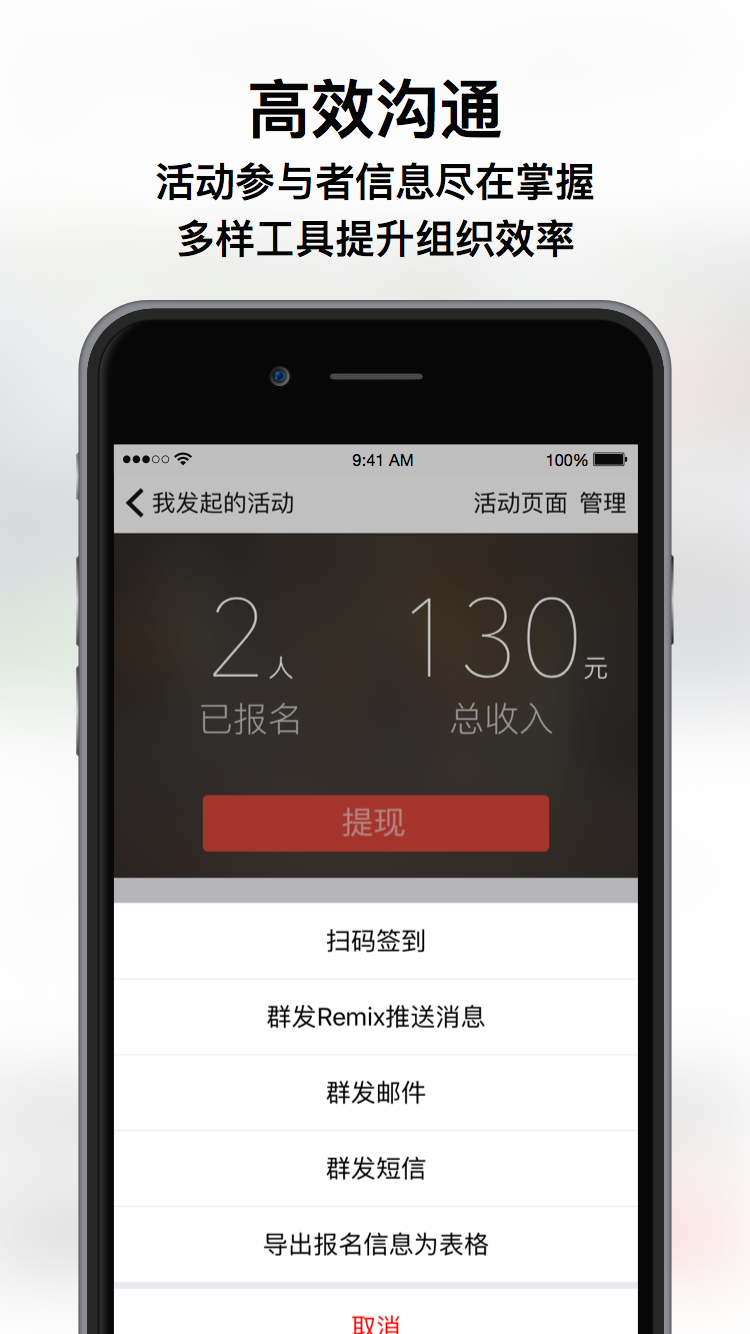 高效沟通
活动参与者信息尽在掌握
多样工具提升组织效率
9:41 AM 100%
我发起的活动 活动页面 管理
2人 130元
已报名 总收入
提现
扫码签到
群发Remix推送消息
群发邮件
群发短信
导出报名信息为表格
取消